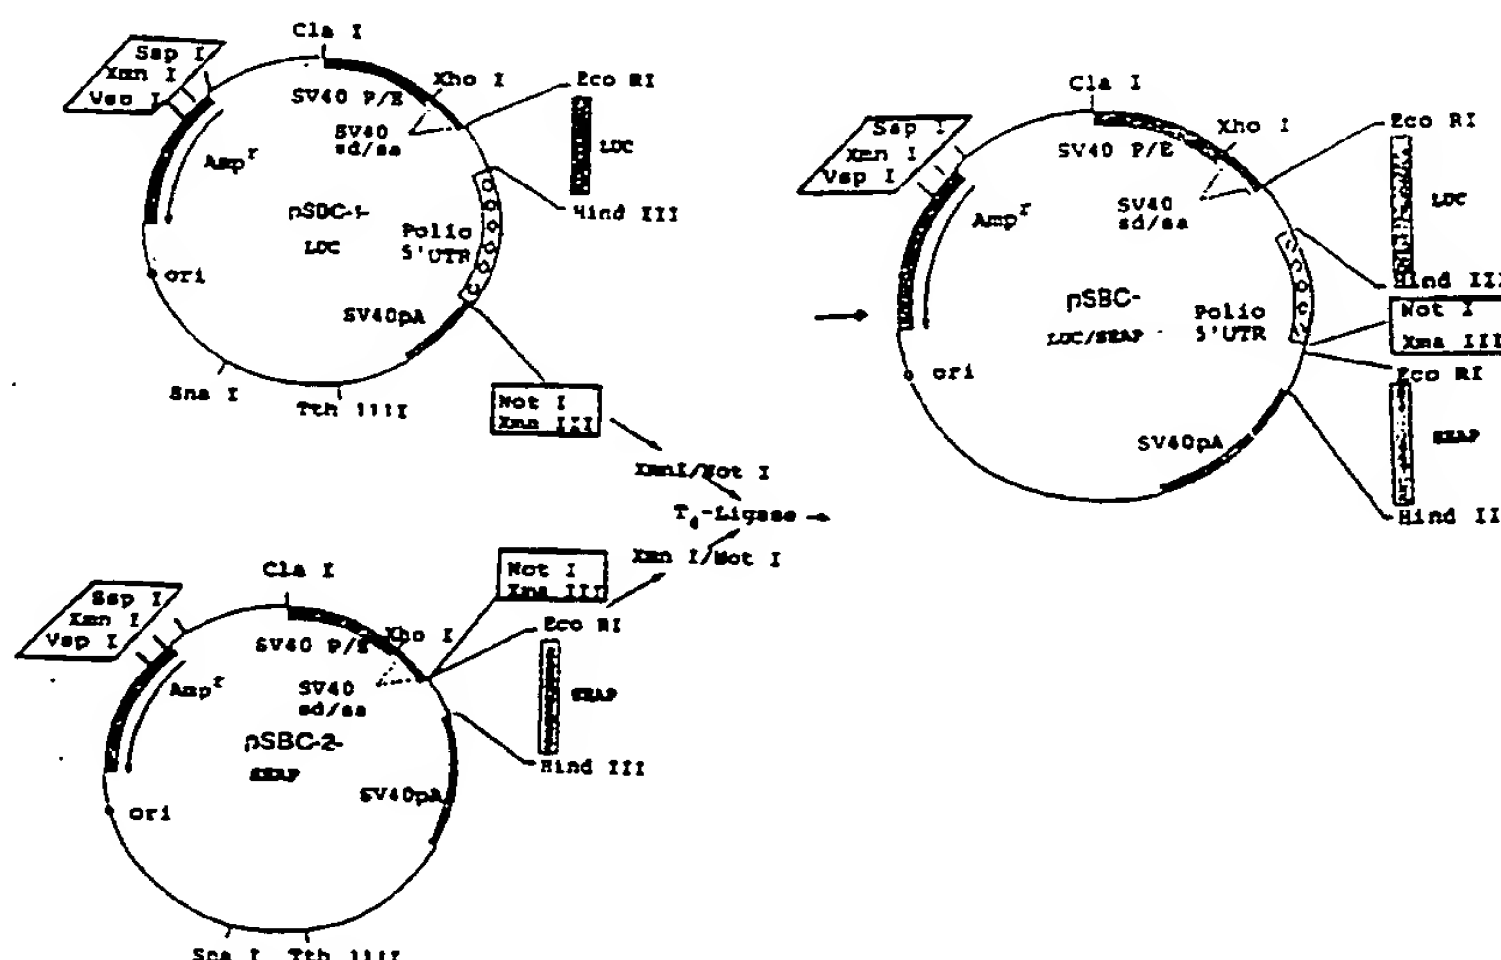 Cla I
Ssp I
Xmn I
Vsp I
Xho I
Eco RI
SV40 P/E
SV40
sd/sa
LUC
Amp r
pSBC-1-
LUC
Hind III
Polio
5'UTR
ori
SV40pA
Sna I
Tth 111I
Not I
Xma III
XmnI/Not I
T4-Ligase
Xmn I/Not I
Cla I
Ssp I
Xmn I
Vsp I
Xho I
Not I
Xma III
Eco RI
SV40 P/E
SV40
sd/sa
SEAP
Amp r
pSBC-2-
SEAP
Hind III
SV40pA
ori
Sna I
Tth 111I
Cla I
Ssp I
Xmn I
Vsp I
Xho I
Eco RI
SV40 P/E
SV40
sd/sa
LUC
Amp r
pSBC-
LUC/SEAP
Hind III
Not I
Xma III
Polio
5'UTR
Eco RI
ori
SEAP
SV40pA
Hind II